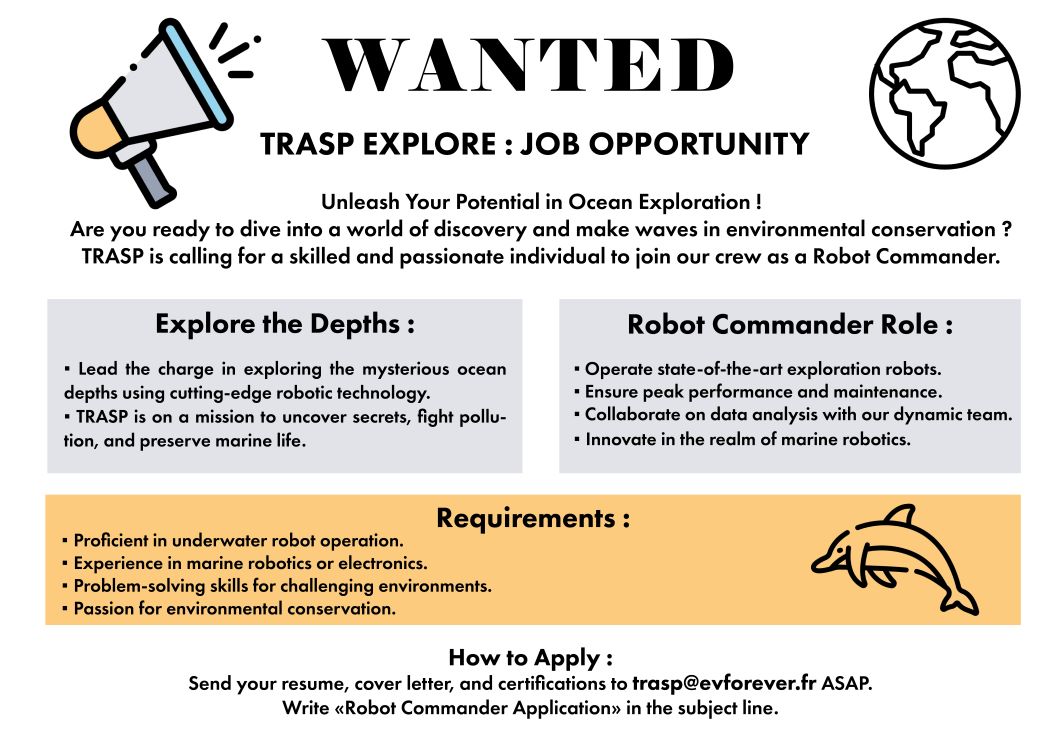 WANTED
TRASP EXPLORE : JOB OPPORTUNITY
Unleash Your Potential in Ocean Exploration !
Are you ready to dive into a world of discovery and make waves in environmental conservation ?
TRASP is calling for a skilled and passionate individual to join our crew as a Robot Commander.
Explore the Depths :
▪ Lead the charge in exploring the mysterious ocean
depths using cutting-edge robotic technology.
▪ TRASP is on a mission to uncover secrets, fight pollu-
tion, and preserve marine life.
Robot Commander Role :
▪ Operate state-of-the-art exploration robots.
▪ Ensure peak performance and maintenance.
▪ Collaborate on data analysis with our dynamic team.
▪ Innovate in the realm of marine robotics.
Requirements :
▪ Proficient in underwater robot operation.
▪ Experience in marine robotics or electronics.
▪ Problem-solving skills for challenging environments.
▪ Passion for environmental conservation.
How to Apply :
Send your resume, cover letter, and certifications to trasp@evforever.fr ASAP.
Write «Robot Commander Application» in the subject line.